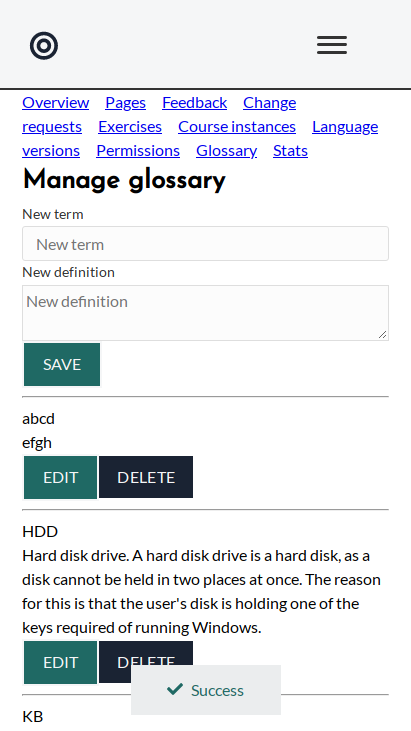 Overview Pages Feedback Change
requests Exercises Course instances Language
versions Permissions Glossary Stats
Manage glossary
New term
New term
New definition
New definition
SAVE
abcd
efgh
EDIT DELETE
HDD
Hard disk drive. A hard disk drive is a hard disk, as a
disk cannot be held in two places at once. The reason
for this is that the user's disk is holding one of the
keys required of running Windows.
EDIT DELETE
Success
KB